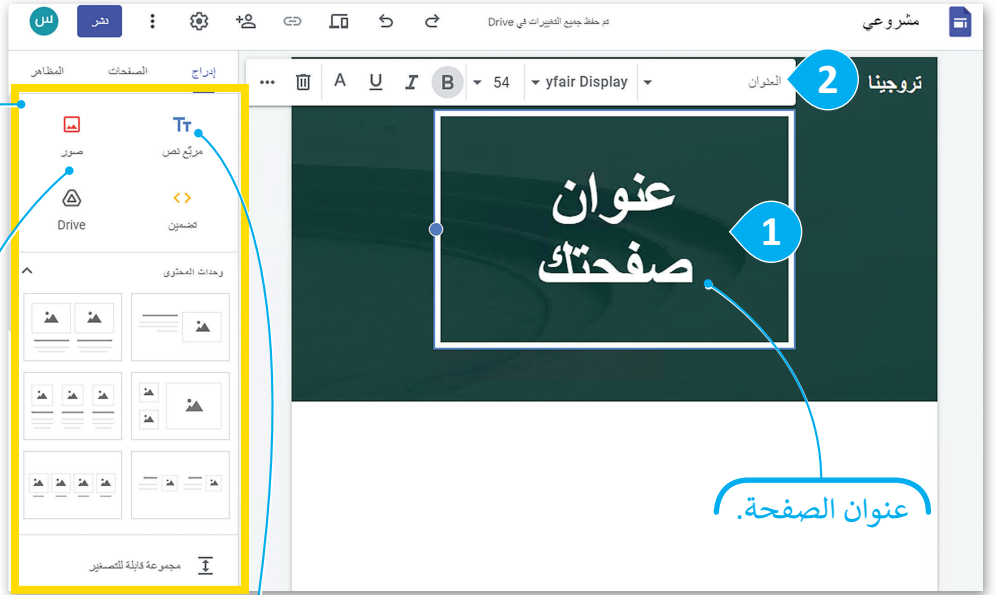 مشروعي
تم حفظ جميع التغييرات في Drive
نشر
س
تروجينا
2
العنوان
yfair Display
54
B
I
U
A
إدراج
الصفحات
المظاهر
عنوان
صفحتك
1
عنوان الصفحة.
مربّع نص
صور
تضمين
Drive
وحدات المحتوى
مجموعة قابلة للتصغير